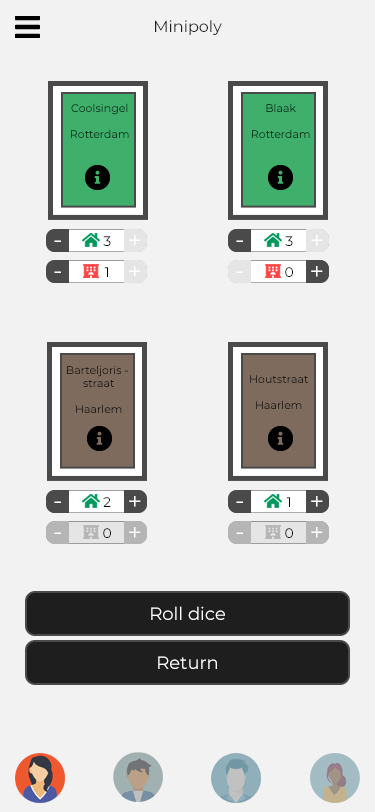 Minipoly
Coolsingel
Rotterdam
Blaak
Rotterdam
- 3 +
- 3 +
- 1 +
- 0 +
Barteljoris -
straat
Haarlem
Houtstraat
Haarlem
- 2 +
- 1 +
- 0 +
- 0 +
Roll dice
Return